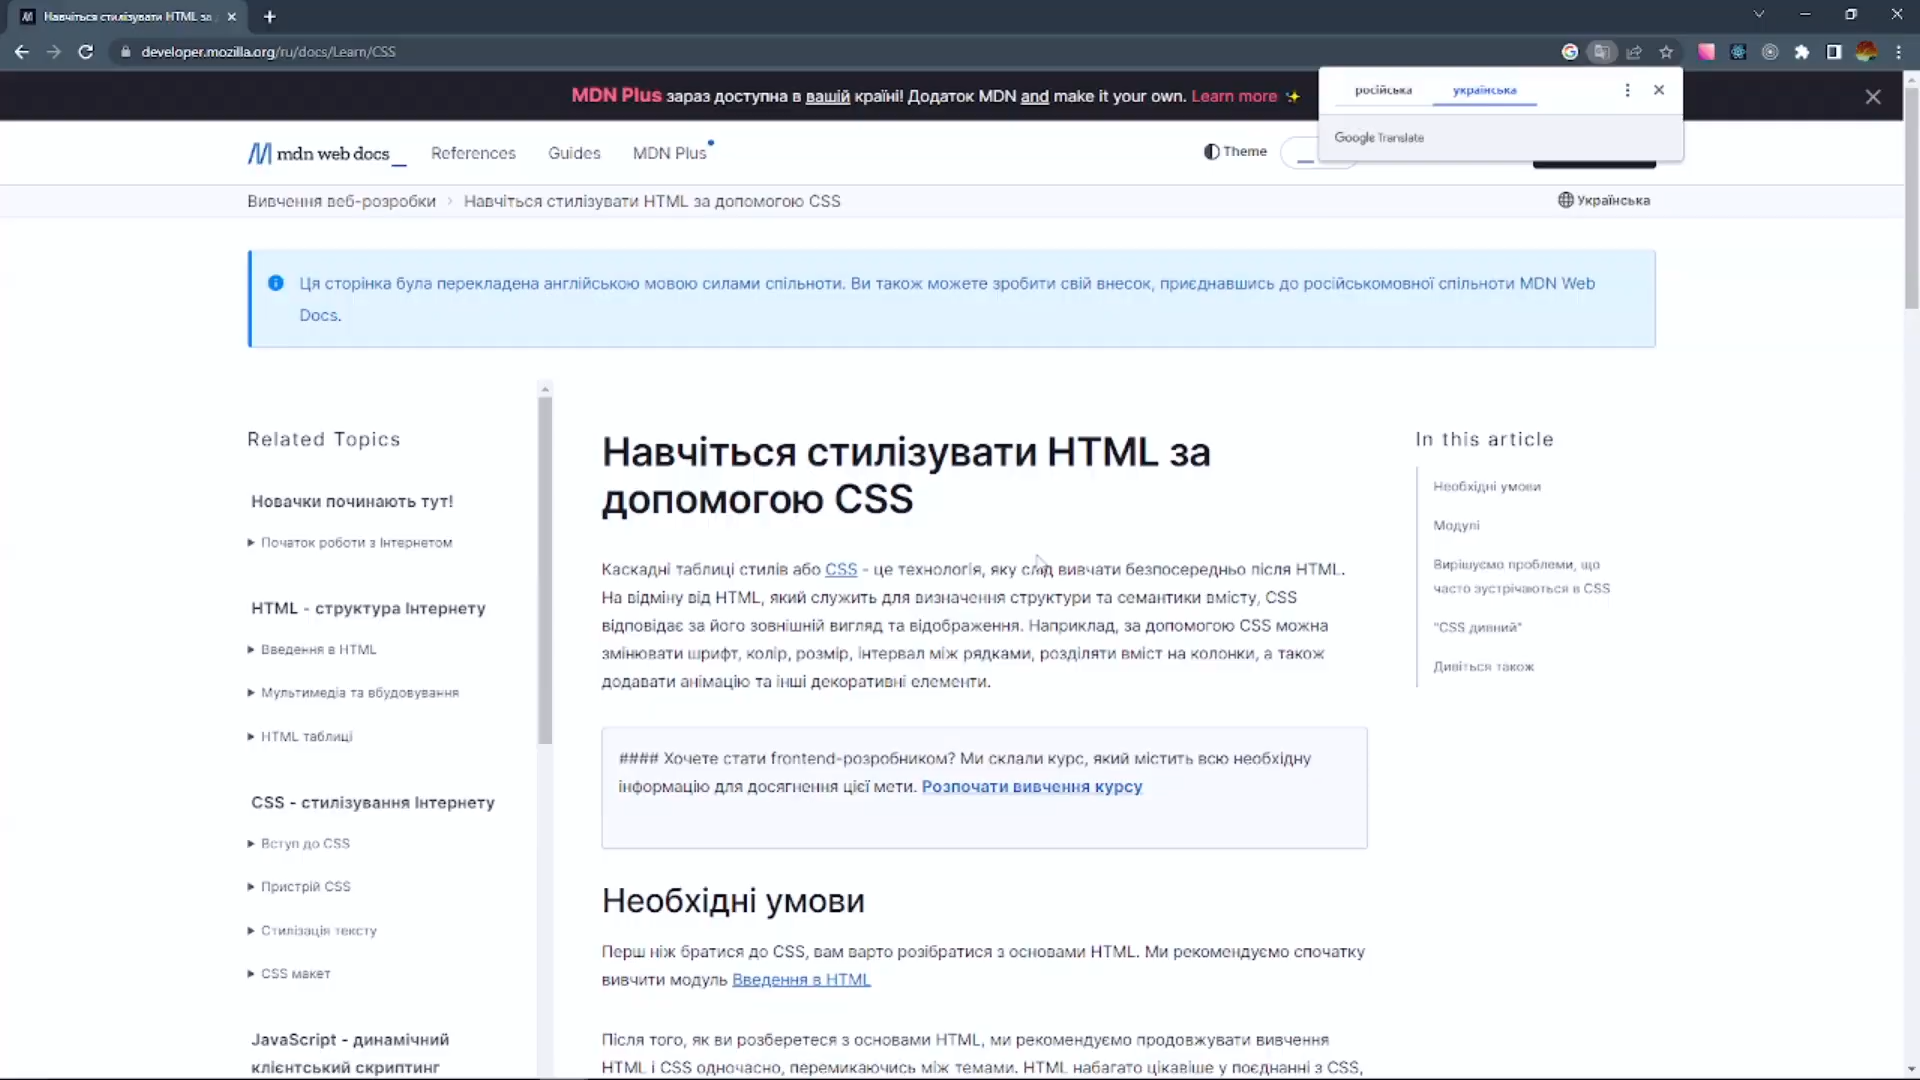 Навчіться стилізувати HTML за
developer.mozilla.org/ru/docs/Learn/CSS
MDN Plus зараз доступна в вашій країні! Додаток MDN and make it your own. Learn more ✨
російська українська
Google Translate
mdn web docs_ References Guides MDN Plus Theme
Вивчення веб-розробки › Навчіться стилізувати HTML за допомогою CSS
Українська
Ця сторінка була перекладена англійською мовою силами спільноти. Ви також можете зробити свій внесок, приєднавшись до російськомовної спільноти MDN Web
Docs.
Related Topics
Новачки починають тут!
Початок роботи з Інтернетом
HTML - структура Інтернету
Введення в HTML
Мультимедіа та вбудовування
HTML таблиці
CSS - стилізування Інтернету
Вступ до CSS
Пристрій CSS
Стилізація тексту
CSS макет
JavaScript - динамічний
клієнтський скриптинг
Навчіться стилізувати HTML за
допомогою CSS
Каскадні таблиці стилів або CSS - це технологія, яку слід вивчати безпосередньо після HTML.
На відміну від HTML, який служить для визначення структури та семантики вмісту, CSS
відповідає за його зовнішній вигляд та відображення. Наприклад, за допомогою CSS можна
змінювати шрифт, колір, розмір, інтервал між рядками, розділяти вміст на колонки, а також
додавати анімацію та інші декоративні елементи.
#### Хочете стати frontend-розробником? Ми склали курс, який містить всю необхідну
інформацію для досягнення цієї мети. Розпочати вивчення курсу
Необхідні умови
Перш ніж братися до CSS, вам варто розібратися з основами HTML. Ми рекомендуємо спочатку
вивчити модуль Введення в HTML
Після того, як ви розберетеся з основами HTML, ми рекомендуємо продовжувати вивчення
HTML і CSS одночасно, перемикаючись між темами. HTML набагато цікавіше у поєднанні з CSS,
In this article
Необхідні умови
Модулі
Вирішуємо проблеми, що
часто зустрічаються в CSS
"CSS дивний"
Дивіться також